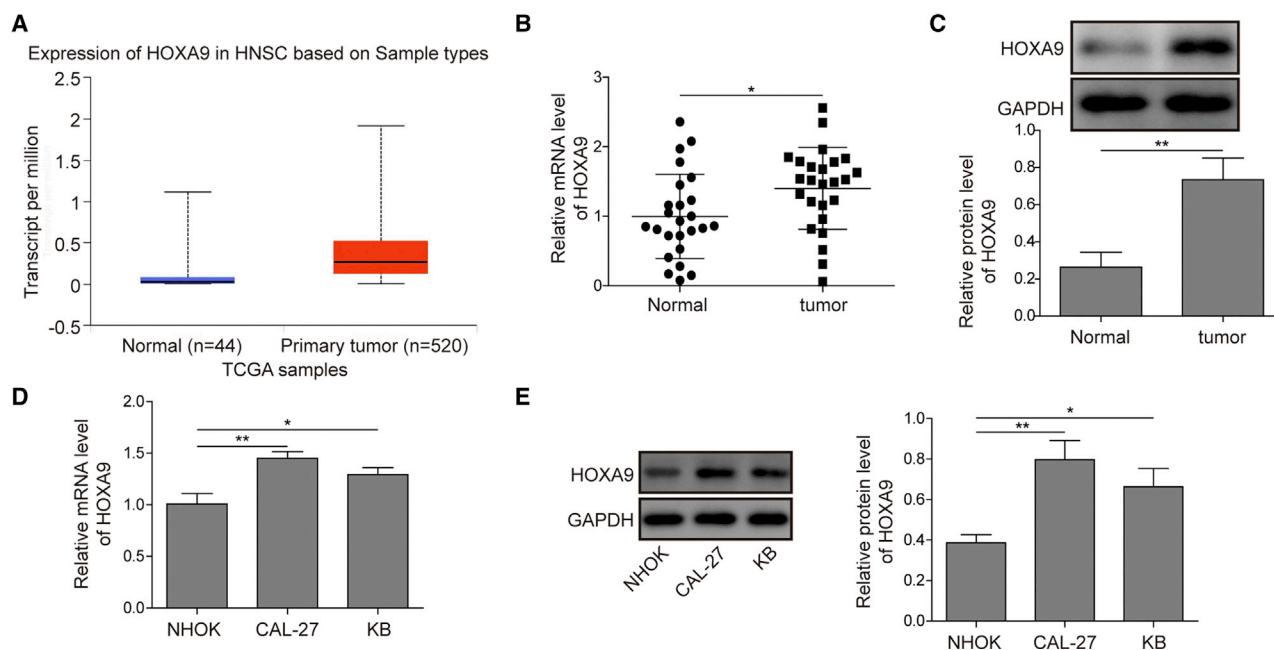 A
Expression of HOXA9 in HNSC based on Sample types
Transcript per million
2.5
2
1.5
1
0.5
0
-0.5
Normal (n=44)
Primary tumor (n=520)
TCGA samples
B
Relative mRNA level
of HOXA9
3
2
1
0
*
Normal
tumor
C
HOXA9
GAPDH
Relative protein level
of HOXA9
1.0
0.8
0.6
0.4
0.2
0.0
**
Normal
tumor
D
Relative mRNA level
of HOXA9
2.0
1.5
1.0
0.5
0.0
*
**
NHOK
CAL-27
KB
E
HOXA9
GAPDH
NHOK
CAL-27
KB
Relative protein level
of HOXA9
1.0
0.8
0.6
0.4
0.2
0.0
*
**
NHOK
CAL-27
KB